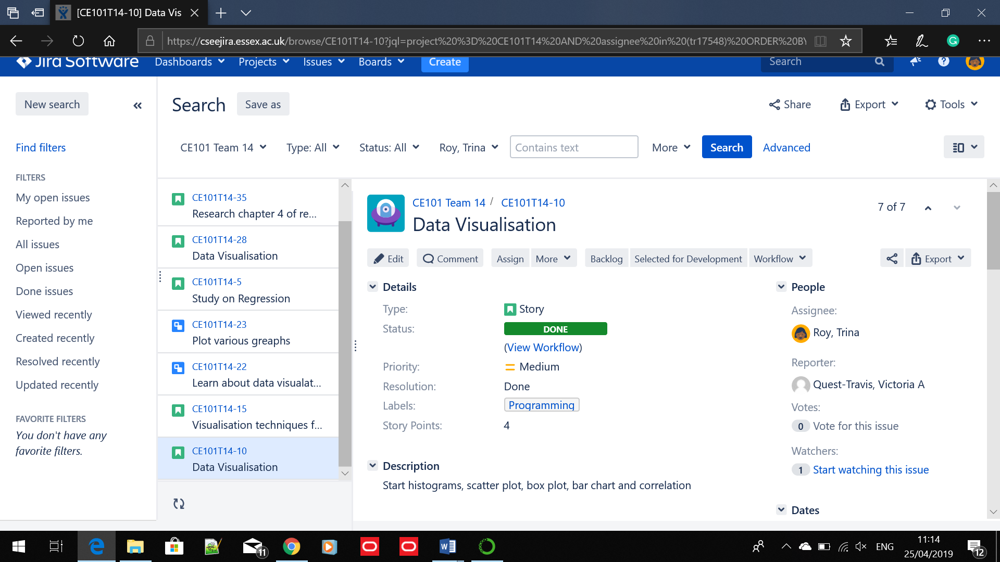 [CE101T14-10] Data Vis
https://cseejira.essex.ac.uk/browse/CE101T14-10?jql=project%20%3D%20CE101T14%20AND%20assignee%20in%20(tr17548)%20ORDER%20BY
Jira Software Dashboards Projects Issues Boards Create Search
New search
Search Save as Share Export Tools
Find filters
CE101 Team 14 Type: All Status: All Roy, Trina Contains text More Search Advanced
FILTERS
My open issues
Reported by me
All issues
Open issues
Done issues
Viewed recently
Created recently
Resolved recently
Updated recently
FAVORITE FILTERS
You don't have any
favorite filters.
CE101T14-35
Research chapter 4 of re...
CE101T14-28
Data Visualisation
CE101T14-5
Study on Regression
CE101T14-23
Plot various greaphs
CE101T14-22
Learn about data visualat...
CE101T14-15
Visualisation techniques f...
CE101T14-10
Data Visualisation
CE101 Team 14 / CE101T14-10
7 of 7
Data Visualisation
Edit Comment Assign More Backlog Selected for Development Workflow Export
Details
Type: Story
Status: DONE
(View Workflow)
Priority: Medium
Resolution: Done
Labels: Programming
Story Points: 4
Description
Start histograms, scatter plot, box plot, bar chart and correlation
People
Assignee:
Roy, Trina
Reporter:
Quest-Travis, Victoria A
Votes:
0 Vote for this issue
Watchers:
1 Start watching this issue
Dates
11
ENG
11:14
25/04/2019
12